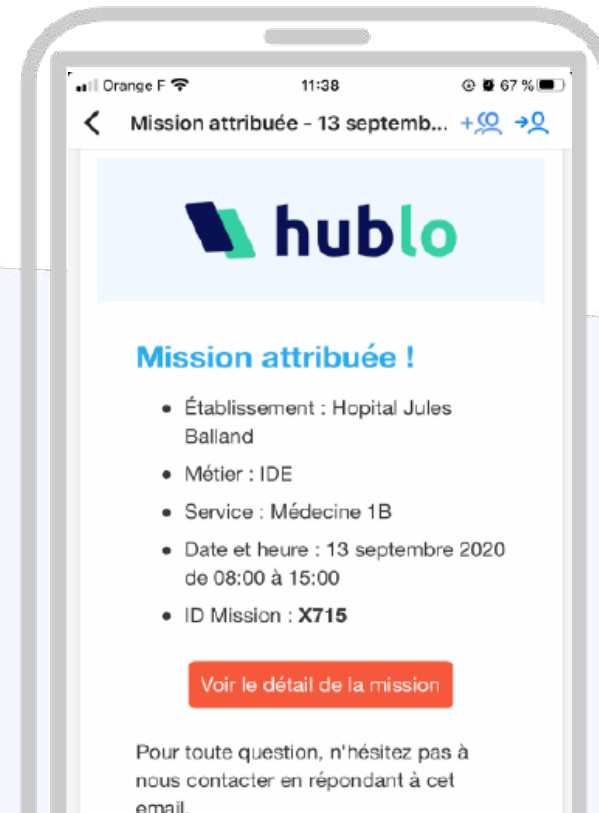 Orange F 11:38 67 %
Mission attribuée - 13 septemb...
hublo
Mission attribuée !
• Établissement : Hopital Jules
Balland
• Métier : IDE
• Service : Médecine 1B
• Date et heure : 13 septembre 2020
de 08:00 à 15:00
• ID Mission : X715
Voir le détail de la mission
Pour toute question, n'hésitez pas à
nous contacter en répondant à cet
email.